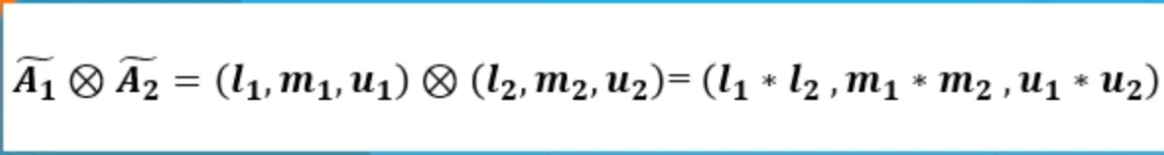 Ã₁ ⊗ Ã₂ = (l₁, m₁, u₁) ⊗ (l₂, m₂, u₂)= (l₁ * l₂ , m₁ * m₂ , u₁ * u₂)